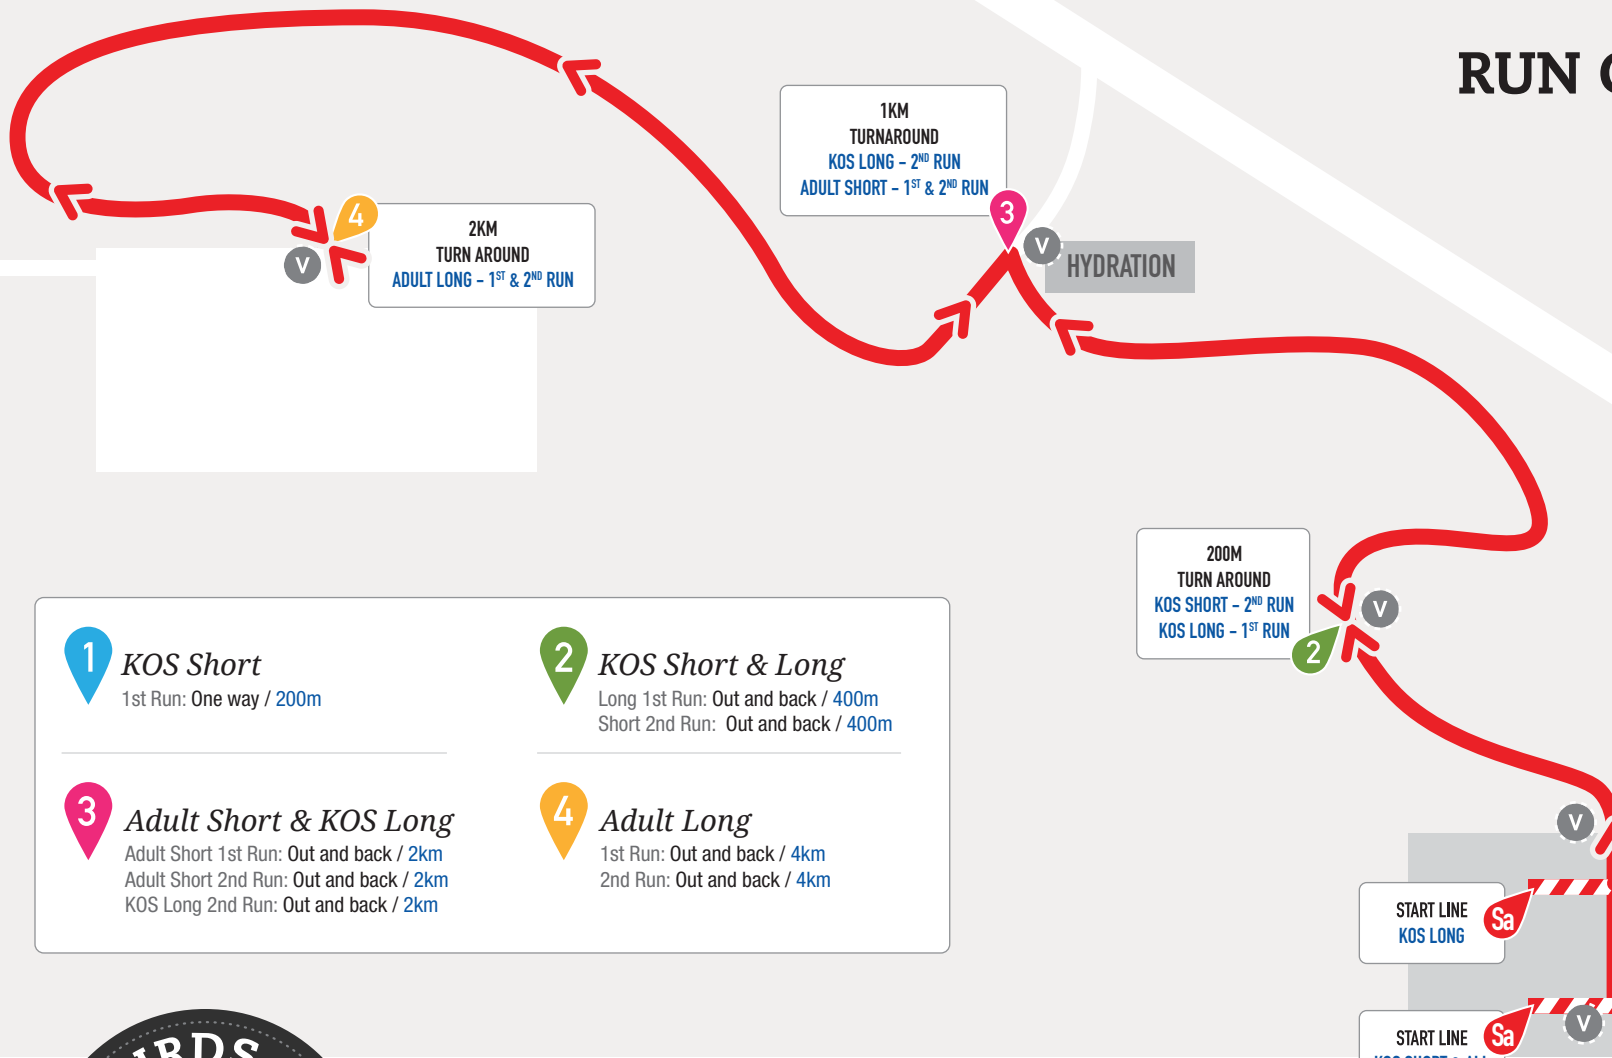 RUN
1KM
TURNAROUND
KOS LONG – 2ND RUN
ADULT SHORT – 1ST & 2ND RUN
3
V
HYDRATION
4
2KM
TURN AROUND
ADULT LONG – 1ST & 2ND RUN
V
200M
TURN AROUND
KOS SHORT – 2ND RUN
KOS LONG – 1ST RUN
V
2
1
KOS Short
1st Run: One way / 200m
2
KOS Short & Long
Long 1st Run: Out and back / 400m
Short 2nd Run: Out and back / 400m
3
Adult Short & KOS Long
Adult Short 1st Run: Out and back / 2km
Adult Short 2nd Run: Out and back / 2km
KOS Long 2nd Run: Out and back / 2km
4
Adult Long
1st Run: Out and back / 4km
2nd Run: Out and back / 4km
V
START LINE
KOS LONG
Sa
START LINE
KOS SHORT
Sa
V